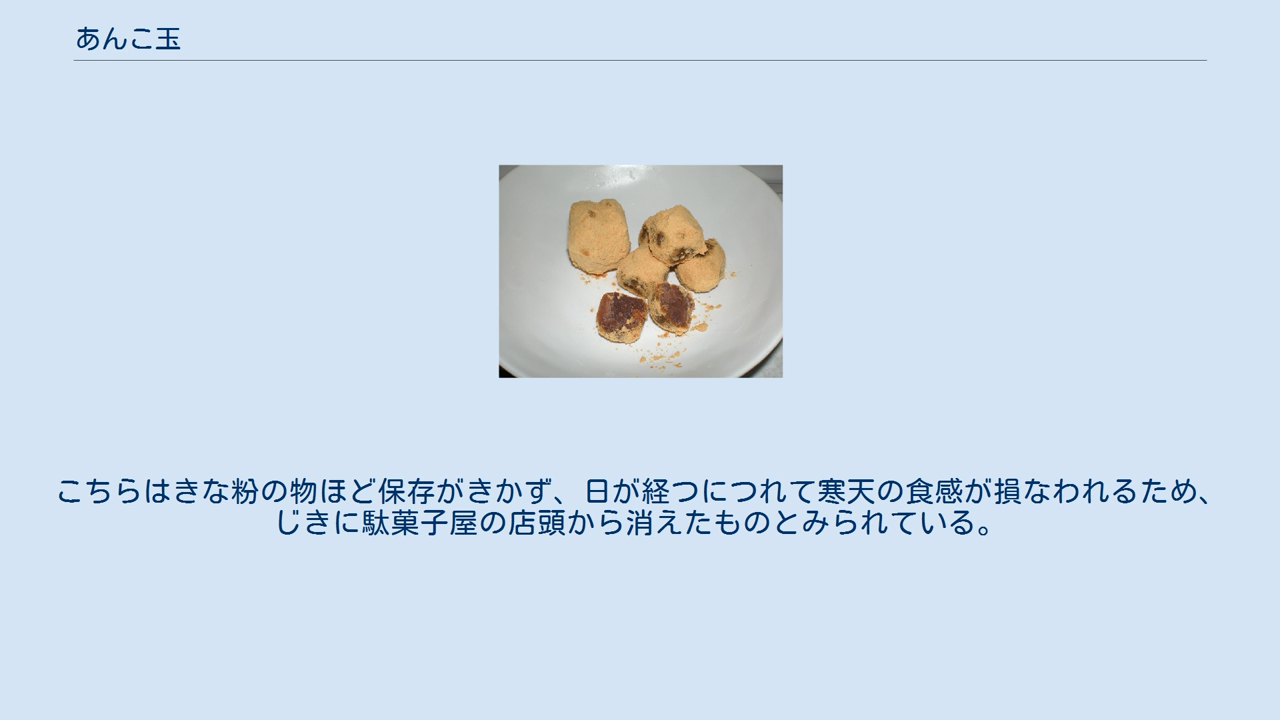 あんこ玉
こちらはきな粉の物ほど保存がきかず、日が経つにつれて寒天の食感が損なわれるため、
じきに駄菓子屋の店頭から消えたものとみられている。